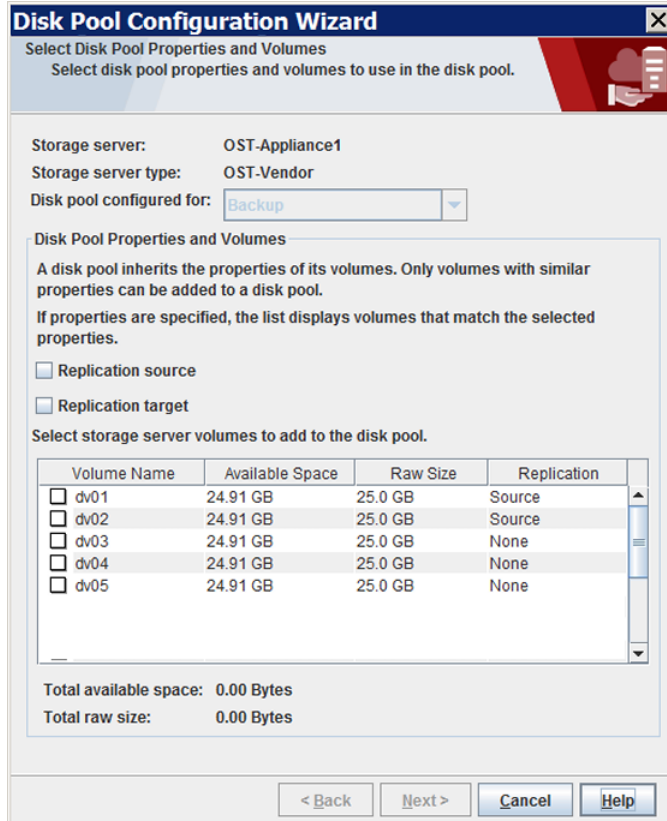 Disk Pool Configuration Wizard
Select Disk Pool Properties and Volumes
Select disk pool properties and volumes to use in the disk pool.
Storage server: OST-Appliance1
Storage server type: OST-Vendor
Disk pool configured for: Backup
Disk Pool Properties and Volumes
A disk pool inherits the properties of its volumes. Only volumes with similar
properties can be added to a disk pool.
If properties are specified, the list displays volumes that match the selected
properties.
Replication source
Replication target
Select storage server volumes to add to the disk pool.
Volume Name Available Space Raw Size Replication
dv01 24.91 GB 25.0 GB Source
dv02 24.91 GB 25.0 GB Source
dv03 24.91 GB 25.0 GB None
dv04 24.91 GB 25.0 GB None
dv05 24.91 GB 25.0 GB None
Total available space: 0.00 Bytes
Total raw size: 0.00 Bytes
< Back Next > Cancel Help